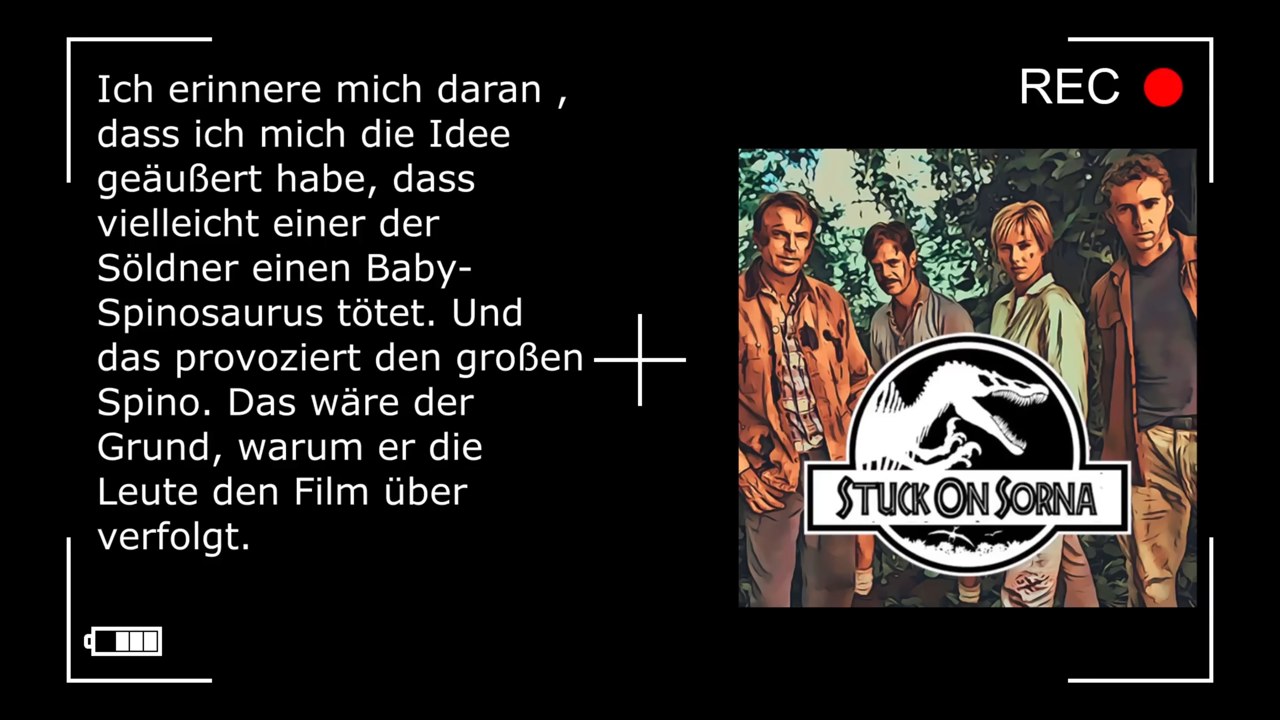 Ich erinnere mich daran ,
dass ich mich die Idee
geäußert habe, dass
vielleicht einer der
Söldner einen Baby-
Spinosaurus tötet. Und
das provoziert den großen
Spino. Das wäre der
Grund, warum er die
Leute den Film über
verfolgt.
REC
STUCK ON SORNA